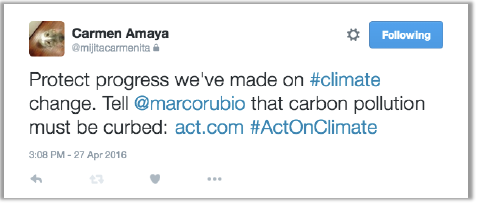 Carmen Amaya
@mijitacarmenita
Following
Protect progress we've made on #climate
change. Tell @marcorubio that carbon pollution
must be curbed: act.com #ActOnClimate
3:08 PM - 27 Apr 2016